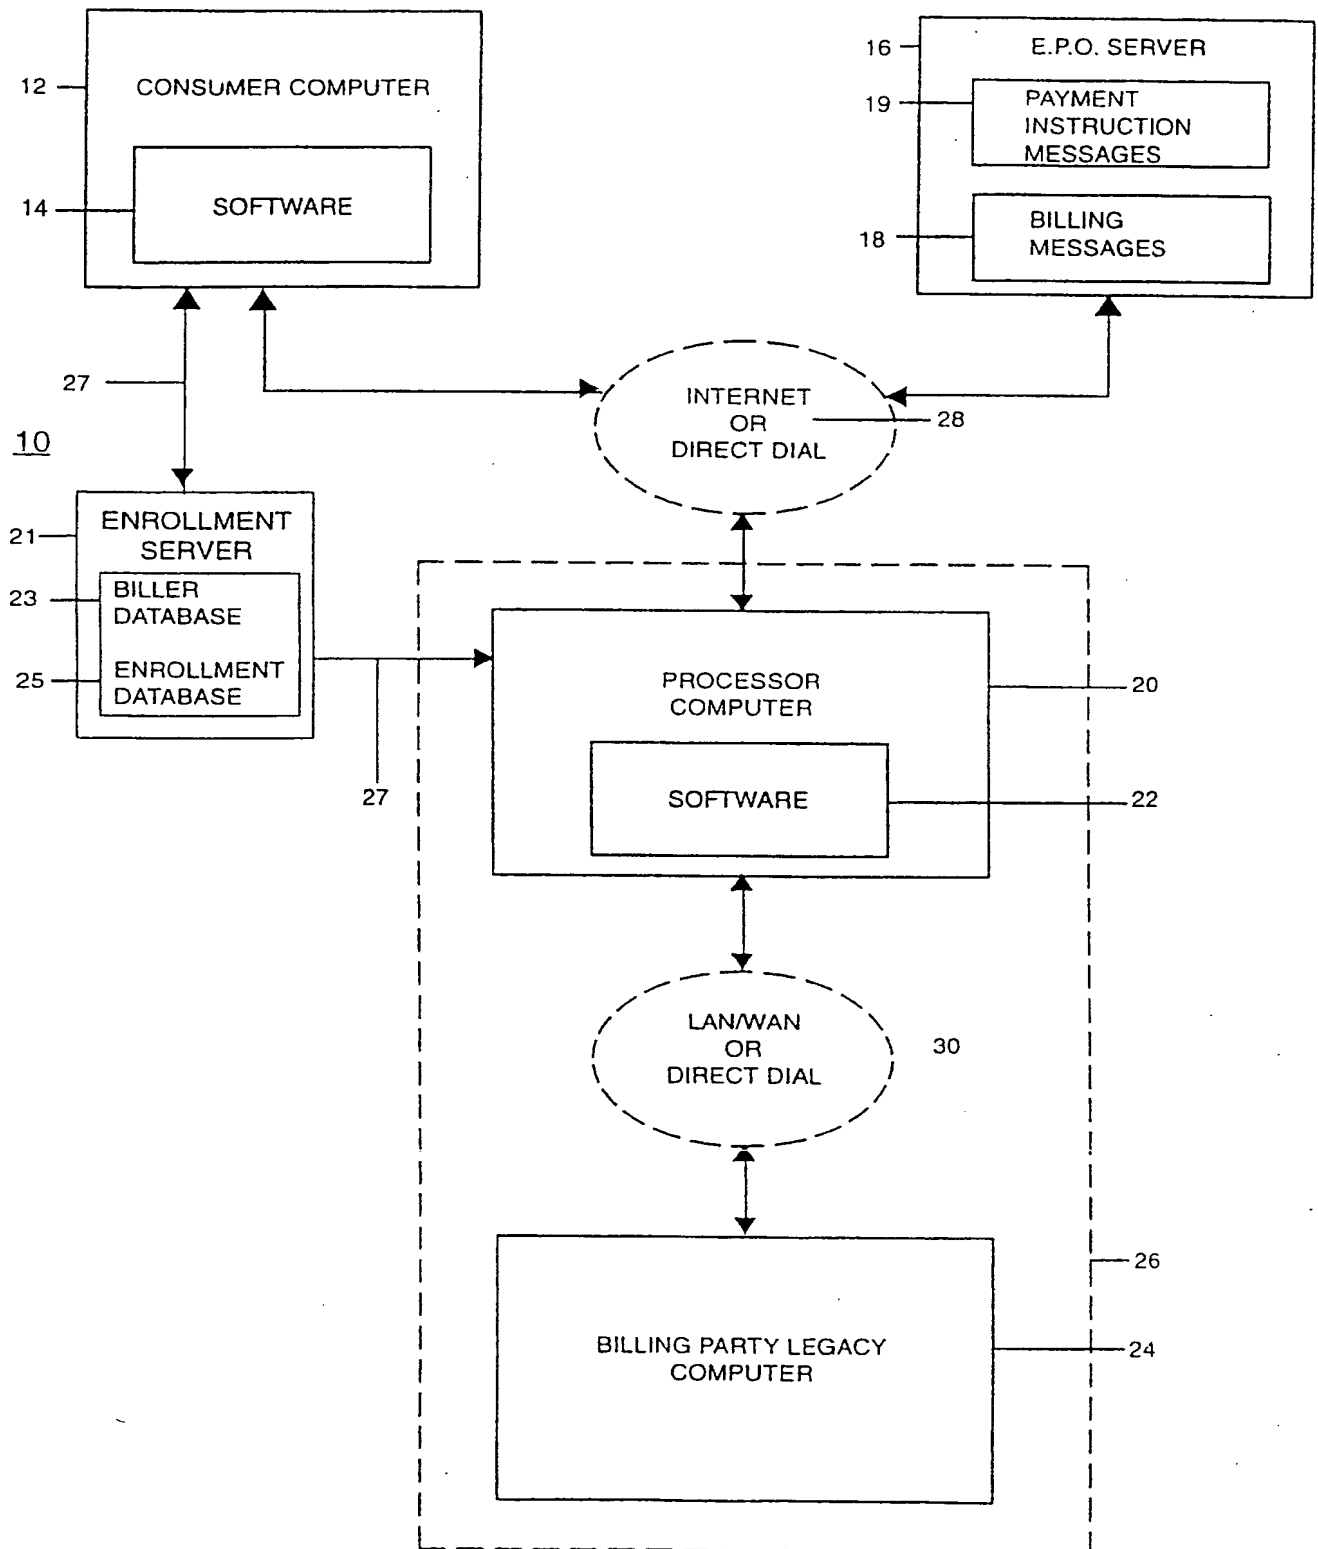 12
CONSUMER COMPUTER
14
SOFTWARE
16
E.P.O. SERVER
19
PAYMENT
INSTRUCTION
MESSAGES
18
BILLING
MESSAGES
27
10
INTERNET
OR
DIRECT DIAL
28
21
ENROLLMENT
SERVER
23
BILLER
DATABASE
25
ENROLLMENT
DATABASE
27
PROCESSOR
COMPUTER
20
SOFTWARE
22
LAN/WAN
OR
DIRECT DIAL
30
26
BILLING PARTY LEGACY
COMPUTER
24